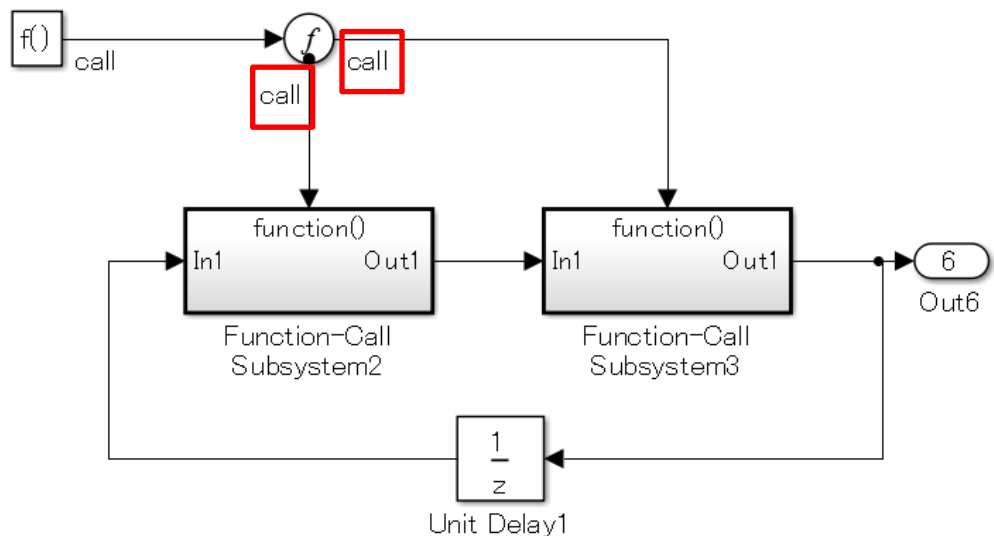 f()
call
f
call
call
function()
In1
Out1
Function-Call
Subsystem2
function()
In1
Out1
Function-Call
Subsystem3
6
Out6
1
z
Unit Delay1